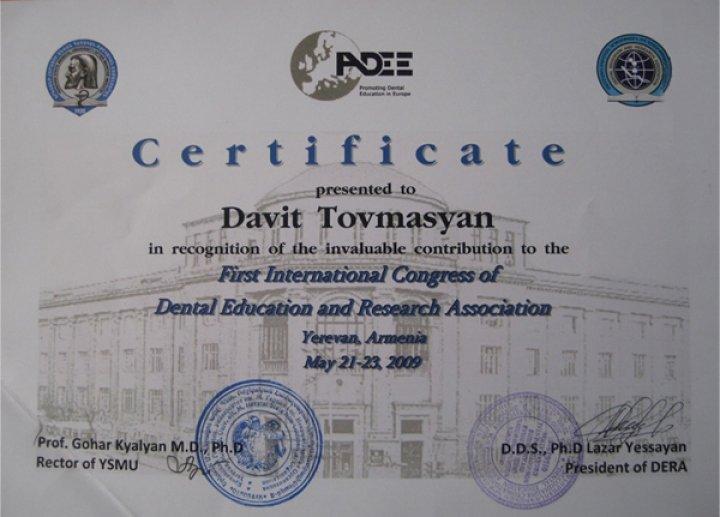 ADEE
Promoting Dental
Education in Europe
Certificate
presented to
Davit Tovmasyan
in recognition of the invaluable contribution to the
First International Congress of
Dental Education and Research Association
Yerevan, Armenia
May 21-23, 2009
Prof. Gohar Kyalyan M.D., Ph.D
Rector of YSMU
D.D.S., Ph.D Lazar Yessayan
President of DERA